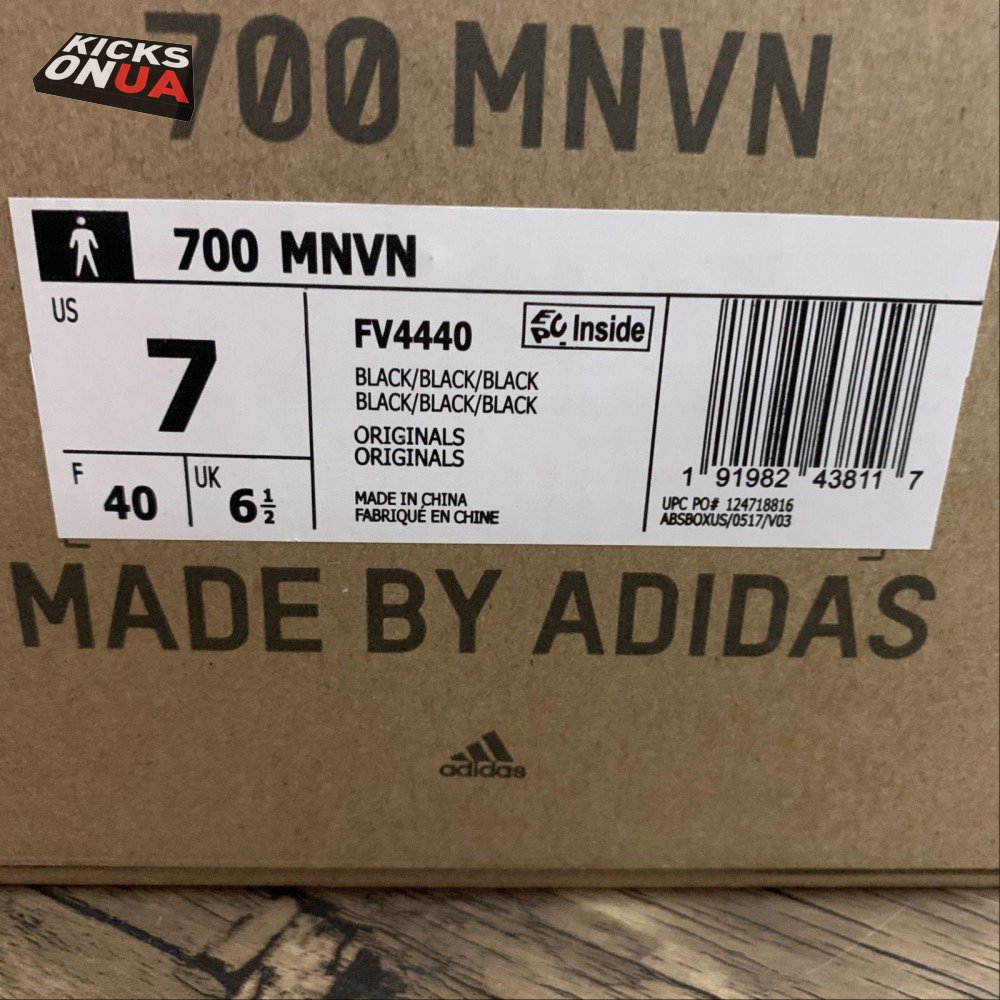 KICKS
ONUA
700 MNVN
700 MNVN
US
7
F
40
UK
6½
FV4440
EPC Inside
BLACK/BLACK/BLACK
BLACK/BLACK/BLACK
ORIGINALS
ORIGINALS
MADE IN CHINA
FABRIQUÉ EN CHINE
1 91982 43811 7
UPC PO# 124718816
ABSBOXUS/0517/V03
MADE BY ADIDAS
adidas